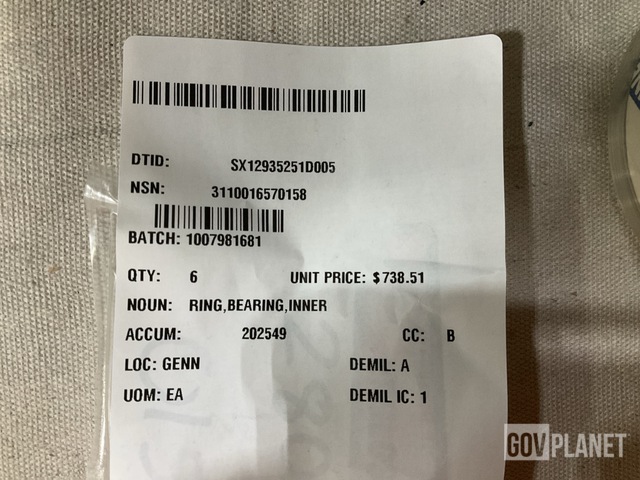 DTID: SX12935251D005
NSN: 3110016570158
BATCH: 1007981681
QTY: 6 UNIT PRICE: $738.51
NOUN: RING,BEARING,INNER
ACCUM: 202549 CC: B
LOC: GENN DEMIL: A
UOM: EA DEMIL IC: 1
GOVPLANET